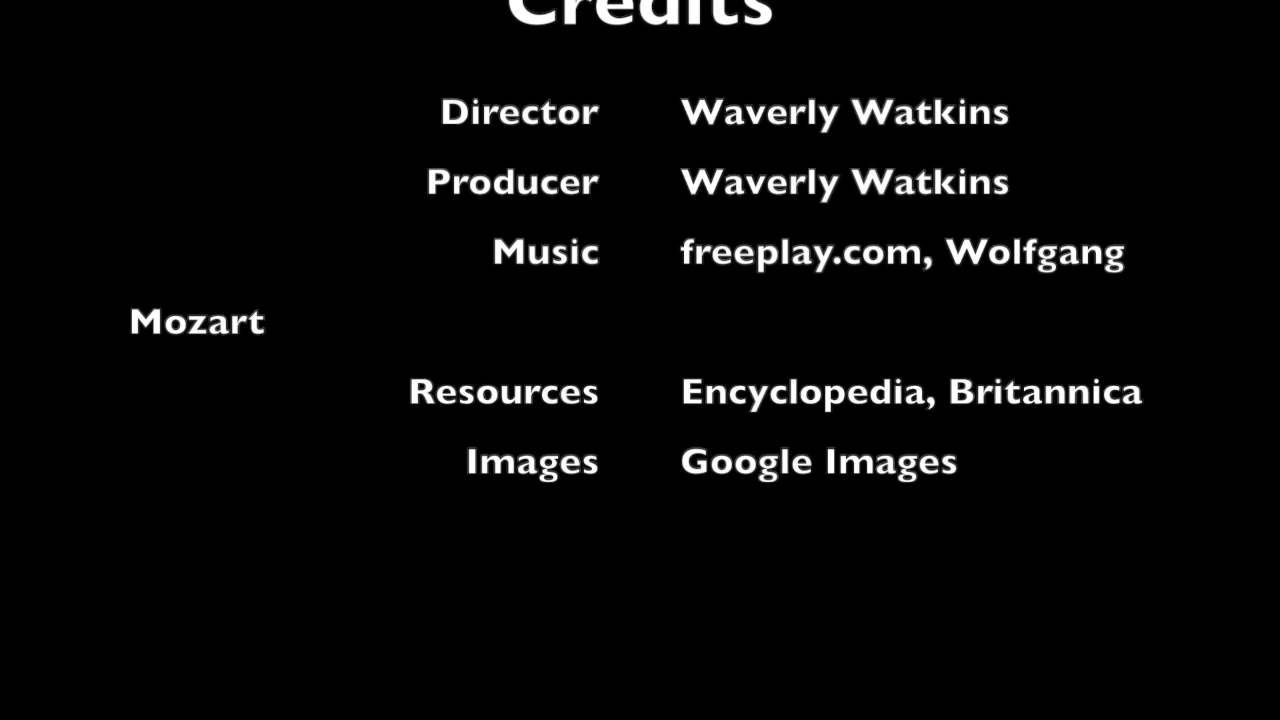 Credits
Director Waverly Watkins
Producer Waverly Watkins
Music freeplay.com, Wolfgang
Mozart
Resources Encyclopedia, Britannica
Images Google Images